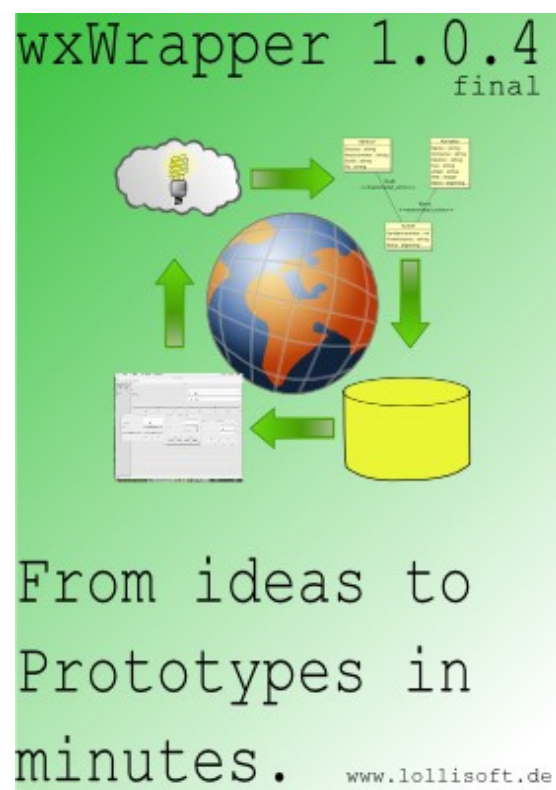 wxWrapper 1.0.4
final
From ideas to
Prototypes in
minutes.
www.lollisoft.de